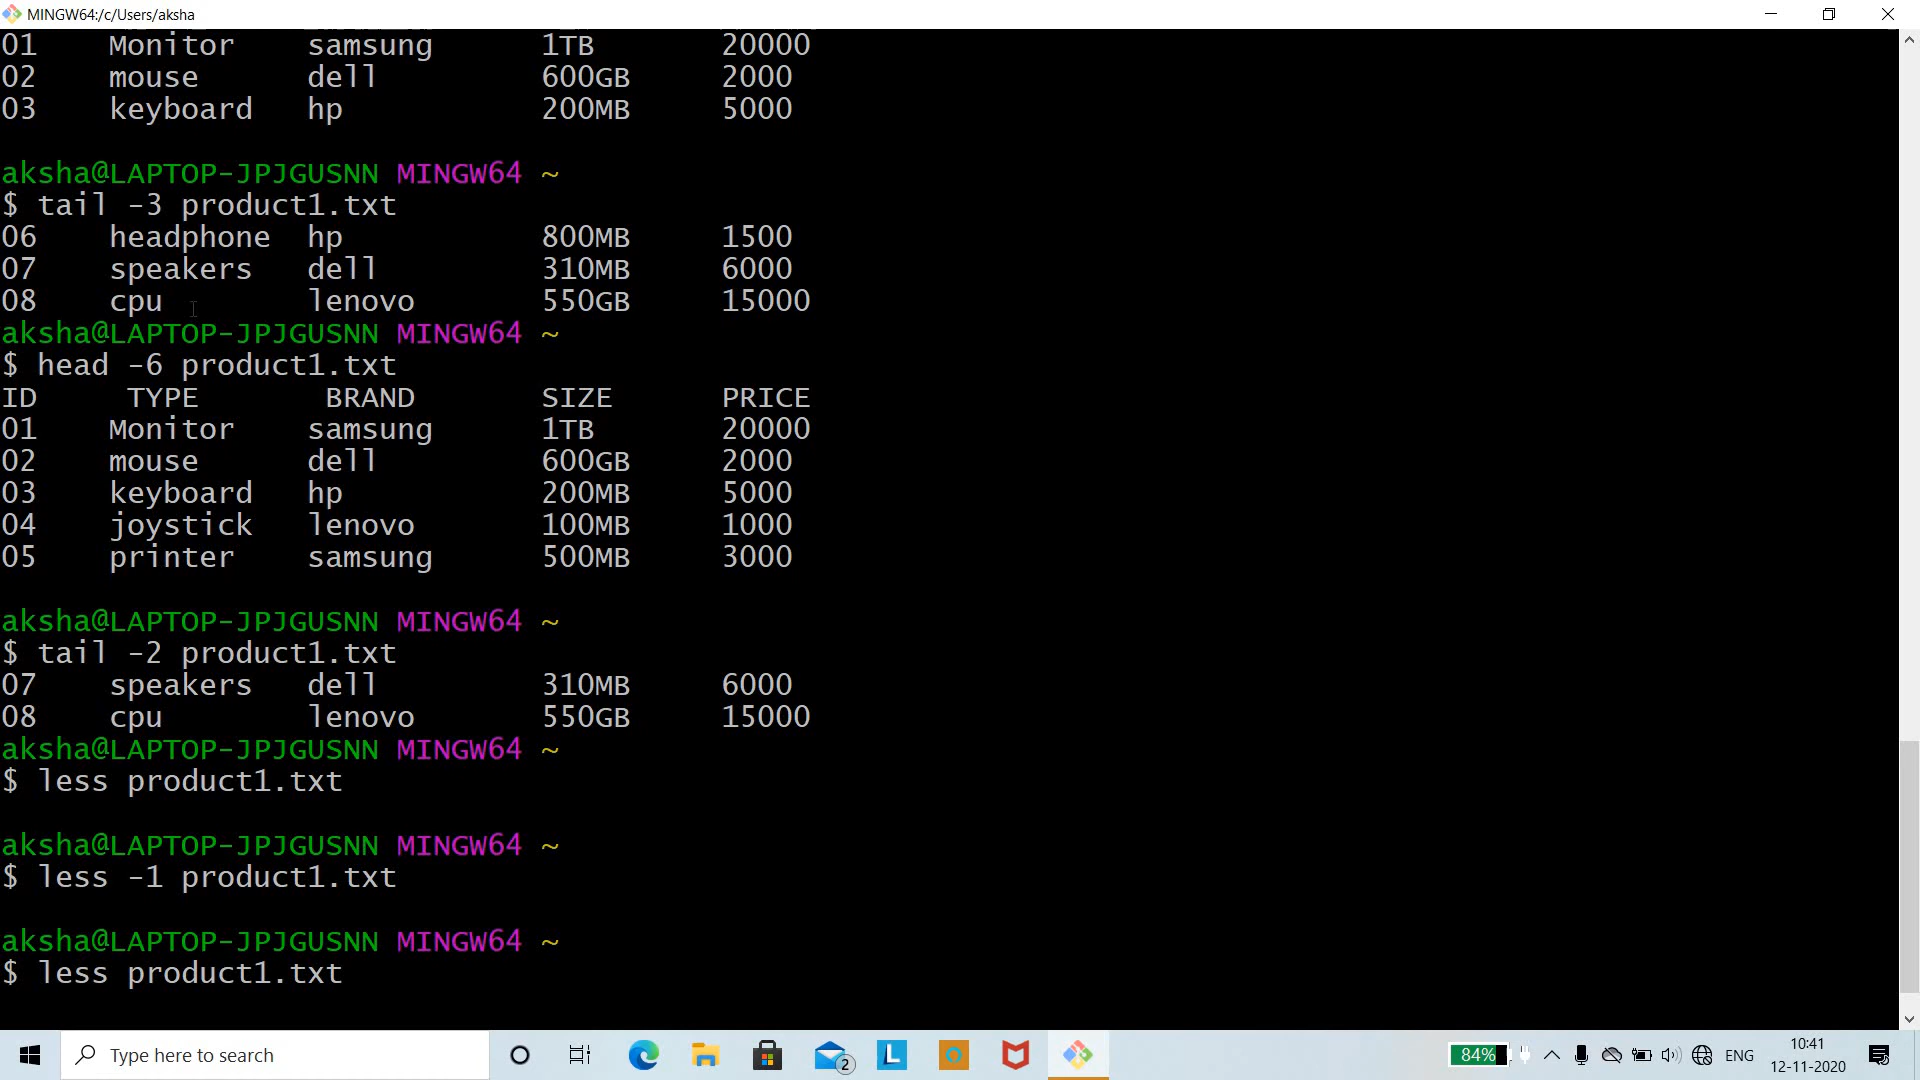 MINGW64:/c/Users/aksha
01 Monitor samsung 1TB 20000
02 mouse dell 600GB 2000
03 keyboard hp 200MB 5000
aksha@LAPTOP-JPJGUSNN MINGW64 ~
$ tail -3 product1.txt
06 headphone hp 800MB 1500
07 speakers dell 310MB 6000
08 cpu lenovo 550GB 15000
aksha@LAPTOP-JPJGUSNN MINGW64 ~
$ head -6 product1.txt
ID TYPE BRAND SIZE PRICE
01 Monitor samsung 1TB 20000
02 mouse dell 600GB 2000
03 keyboard hp 200MB 5000
04 joystick lenovo 100MB 1000
05 printer samsung 500MB 3000
aksha@LAPTOP-JPJGUSNN MINGW64 ~
$ tail -2 product1.txt
07 speakers dell 310MB 6000
08 cpu lenovo 550GB 15000
aksha@LAPTOP-JPJGUSNN MINGW64 ~
$ less product1.txt
aksha@LAPTOP-JPJGUSNN MINGW64 ~
$ less -1 product1.txt
aksha@LAPTOP-JPJGUSNN MINGW64 ~
$ less product1.txt
Type here to search
2
L
84%
ENG
10:41
12-11-2020